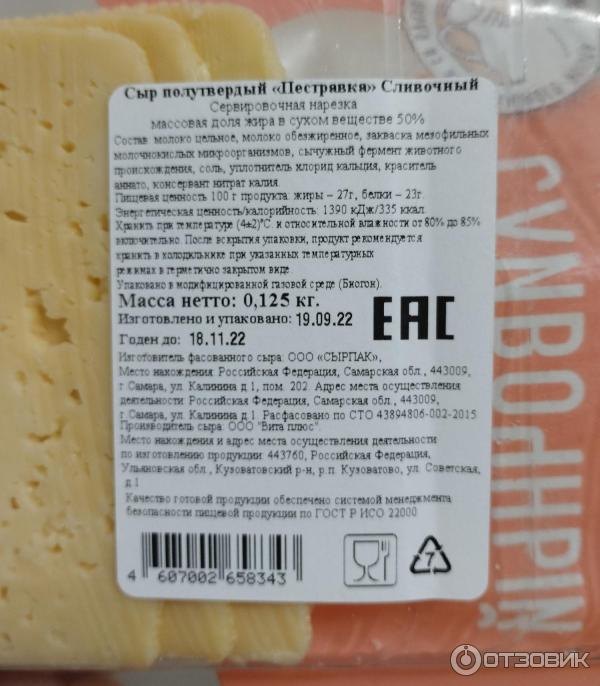 Сыр полутвердый «Пестравка» Сливочный
Сервировочная нарезка
массовая доля жира в сухом веществе 50%
Состав: молоко цельное, молоко обезжиренное, закваска мезофильных
молочнокислых микроорганизмов, сычужный фермент животного
происхождения, соль, уплотнитель хлорид кальция, краситель
аннато, консервант нитрат калия.
Пищевая ценность 100 г продукта: жиры – 27г, белки – 23г.
Энергетическая ценность/калорийность: 1390 кДж/335 ккал.
Хранить при температуре (4±2)°С. и относительной влажности от 80% до 85%
включительно. После вскрытия упаковки, продукт рекомендуется
хранить в холодильнике при указанных температурных
режимах в герметично закрытом виде
Упаковано в модифицированной газовой среде (Биогон).
Масса нетто: 0,125 кг.
Изготовлено и упаковано: 19.09.22
Годен до: 18.11.22
ЕАС
Изготовитель фасованного сыра: ООО «СЫРПАК»,
Место нахождения: Российская Федерация, Самарская обл., 443009,
г.Самара, ул. Калинина д.1, пом. 202. Адрес места осуществления
деятельности: Российская Федерация, Самарская обл., 443009,
г.Самара, ул. Калинина д.1. Расфасовано по СТО 43894806-002-2015
Производитель сыра: ООО "Вита плюс".
Место нахождения и адрес места осуществления деятельности
по изготовлению продукции: 443760, Российская Федерация,
Ульяновская обл., Кузоватовский р-н, р.п. Кузоватово, ул. Советская,
д.1
Качество готовой продукции обеспечено системой менеджмента
безопасности пищевой продукции по ГОСТ Р ИСО 22000
4 607002 658343
7
ОТЗОВИК